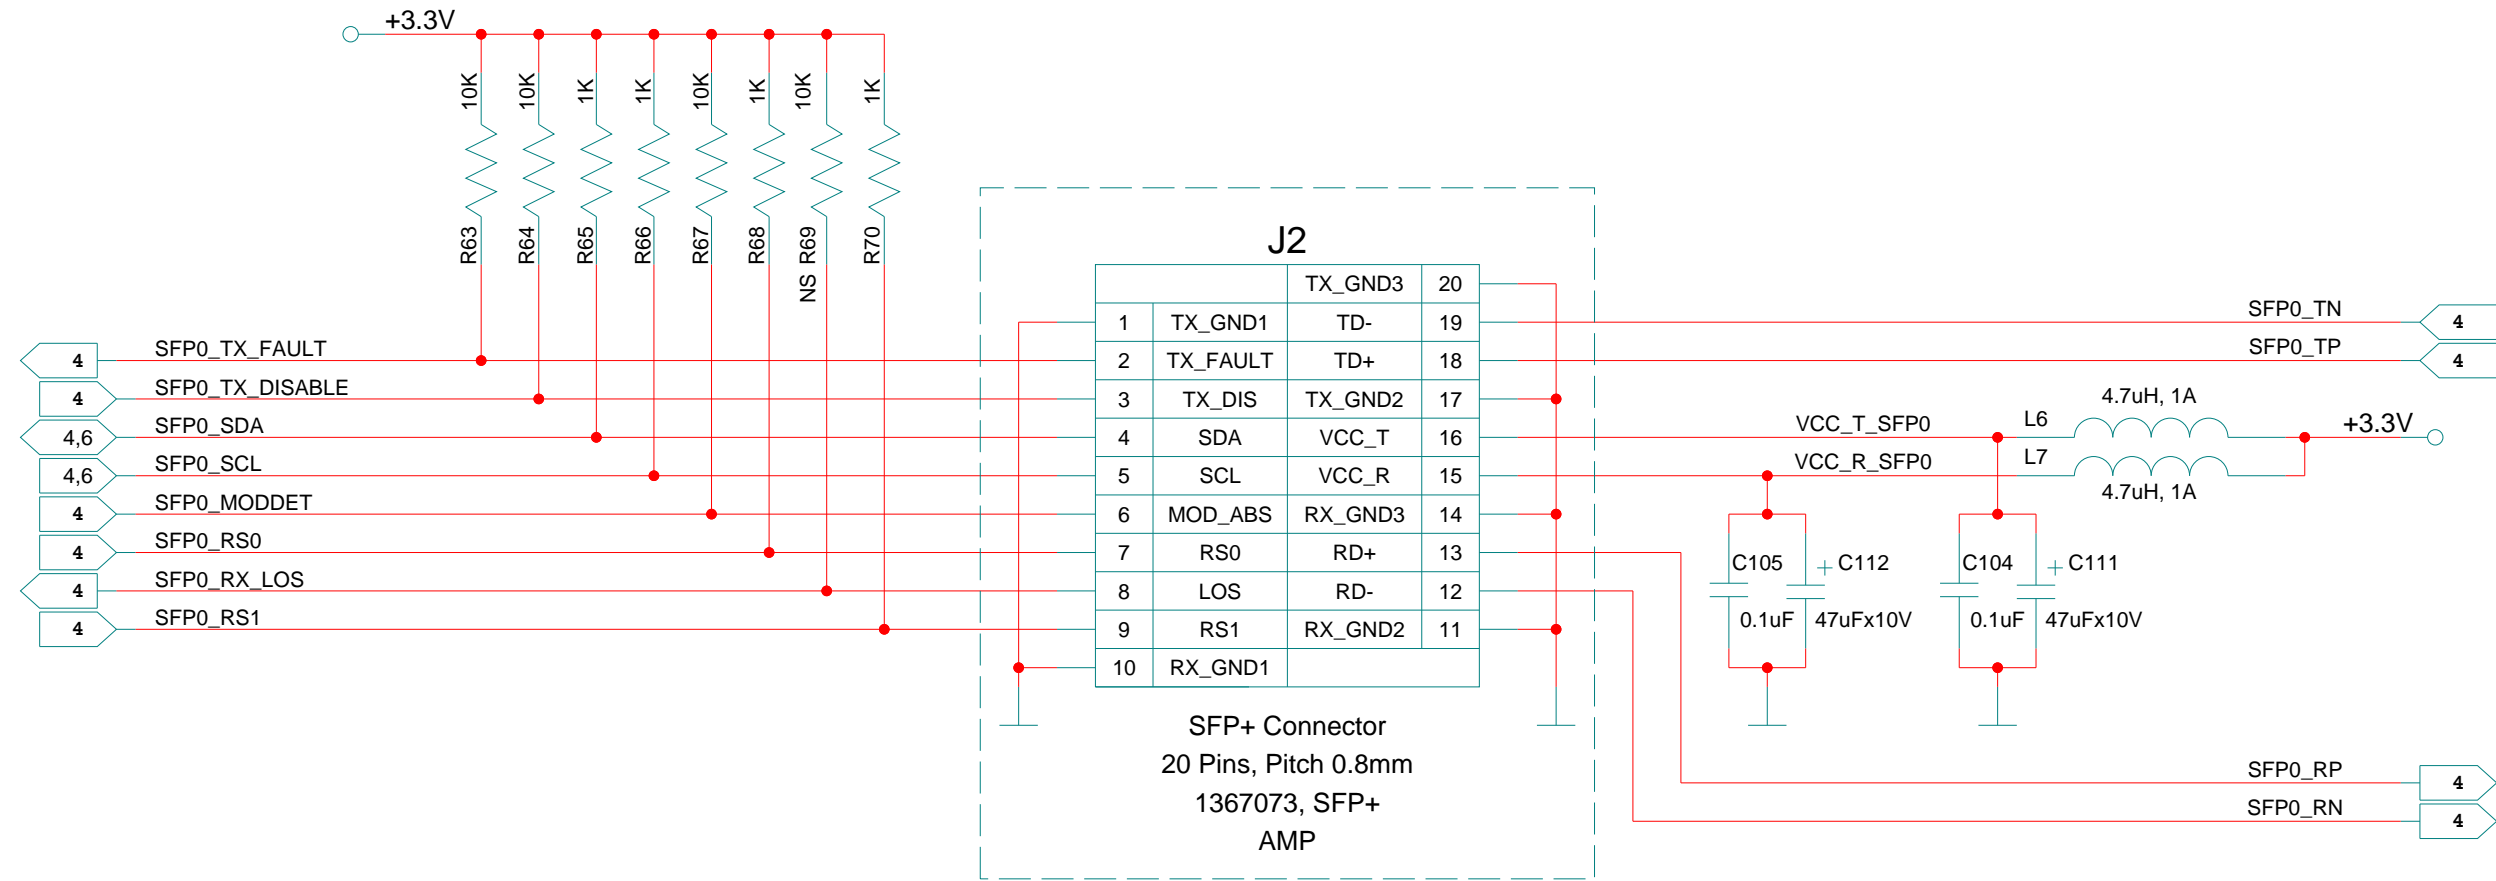 +3.3V
10K
10K
1K
1K
10K
1K
10K
1K
R63
R64
R65
R66
R67
R68
NS R69
R70
4 SFP0_TX_FAULT
4 SFP0_TX_DISABLE
4,6 SFP0_SDA
4,6 SFP0_SCL
4 SFP0_MODDET
4 SFP0_RS0
4 SFP0_RX_LOS
4 SFP0_RS1
J2
TX_GND3 20
1 TX_GND1 TD- 19
2 TX_FAULT TD+ 18
3 TX_DIS TX_GND2 17
4 SDA VCC_T 16
5 SCL VCC_R 15
6 MOD_ABS RX_GND3 14
7 RS0 RD+ 13
8 LOS RD- 12
9 RS1 RX_GND2 11
10 RX_GND1
SFP+ Connector
20 Pins, Pitch 0.8mm
1367073, SFP+
AMP
SFP0_TN 4
SFP0_TP 4
4.7uH, 1A
VCC_T_SFP0 L6 +3.3V
VCC_R_SFP0 L7
4.7uH, 1A
C105 + C112 C104 + C111
0.1uF 47uFx10V 0.1uF 47uFx10V
SFP0_RP 4
SFP0_RN 4